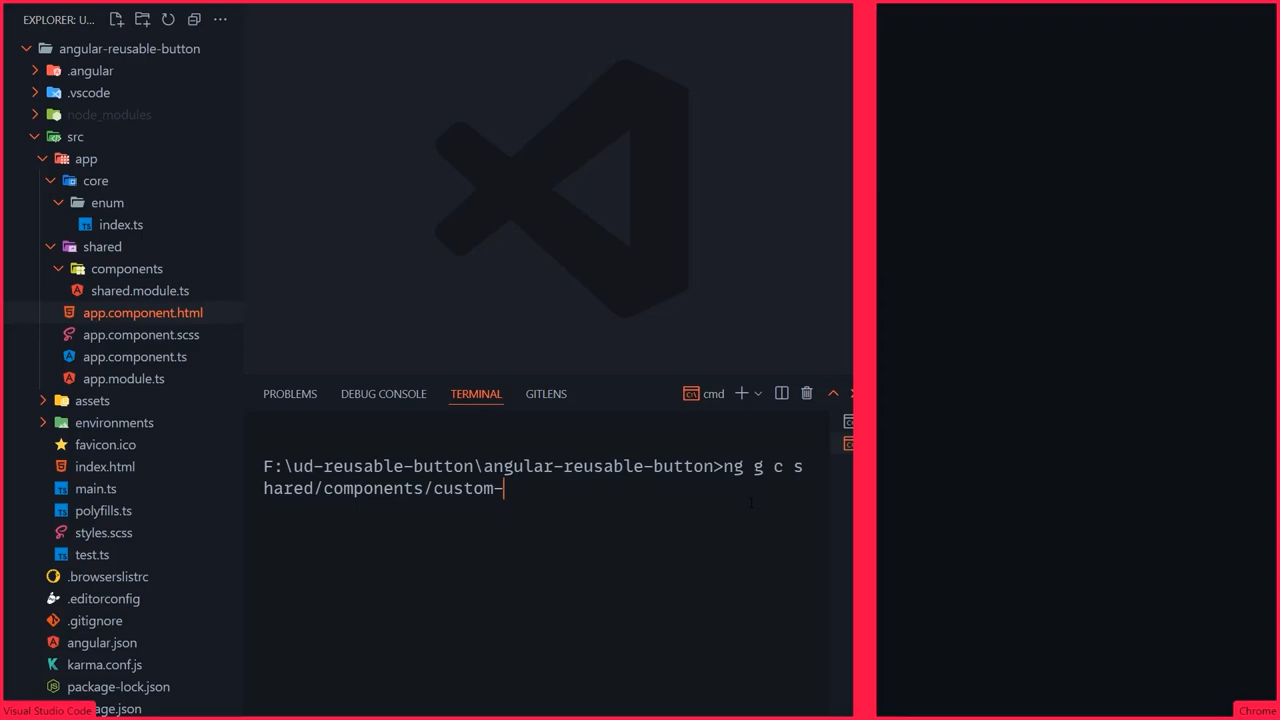 EXPLORER: U...
angular-reusable-button
.angular
.vscode
node_modules
src
app
core
enum
index.ts
shared
components
shared.module.ts
app.component.html
app.component.scss
app.component.ts
app.module.ts
assets
environments
favicon.ico
index.html
main.ts
polyfills.ts
styles.scss
test.ts
.browserslistrc
.editorconfig
.gitignore
angular.json
karma.conf.js
package-lock.json
age.json
PROBLEMS DEBUG CONSOLE TERMINAL GITLENS cmd
F:\ud-reusable-button\angular-reusable-button>ng g c s
hared/components/custom-
Visual Studio Code
Chrome